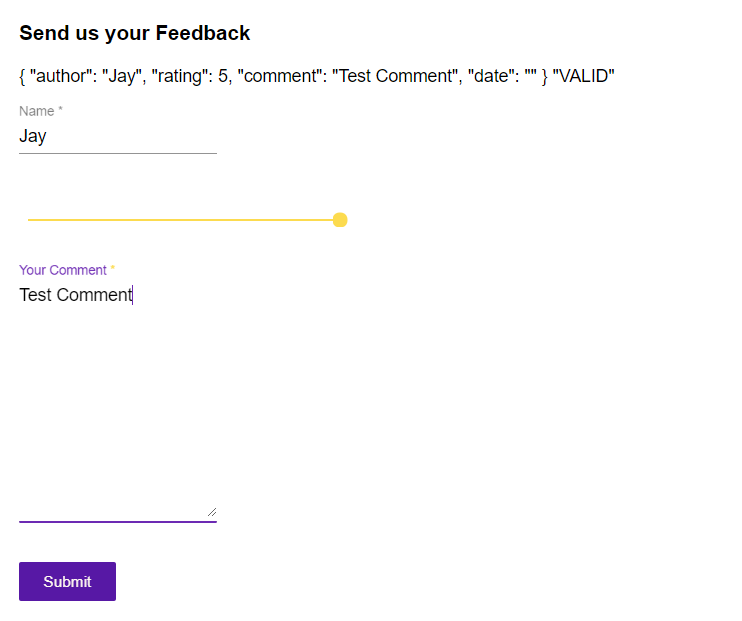 Send us your Feedback
{ "author": "Jay", "rating": 5, "comment": "Test Comment", "date": "" } "VALID"
Name *
Jay
Your Comment *
Test Comment
Submit